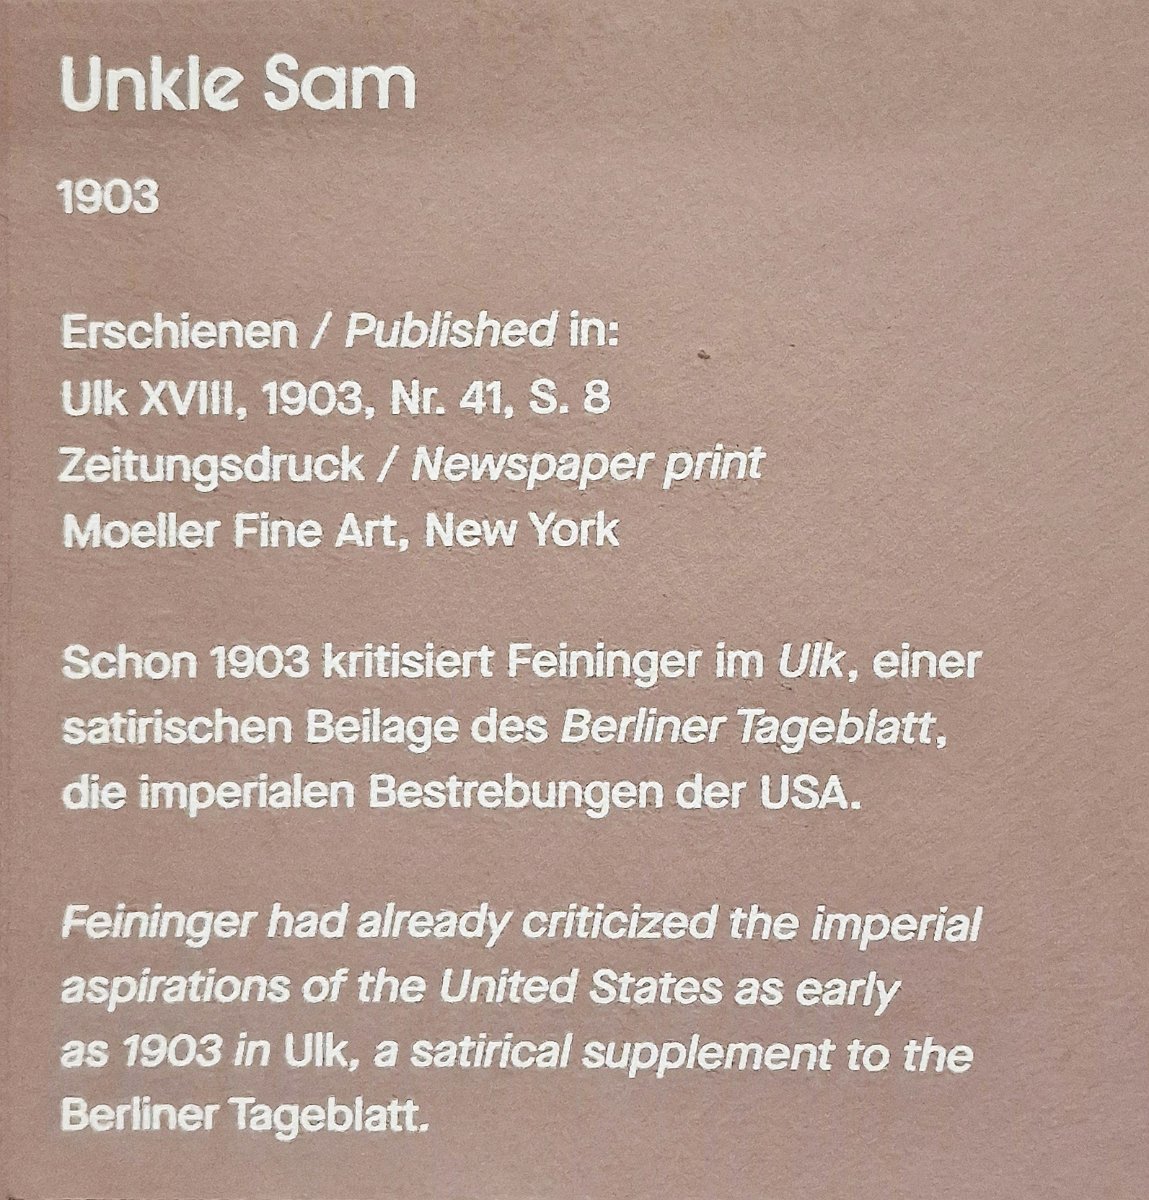 Unkle Sam
1903
Erschienen / Published in:
Ulk XVIII, 1903, Nr. 41, S. 8
Zeitungsdruck / Newspaper print
Moeller Fine Art, New York
Schon 1903 kritisiert Feininger im Ulk, einer
satirischen Beilage des Berliner Tageblatt,
die imperialen Bestrebungen der USA.
Feininger had already criticized the imperial
aspirations of the United States as early
as 1903 in Ulk, a satirical supplement to the
Berliner Tageblatt.